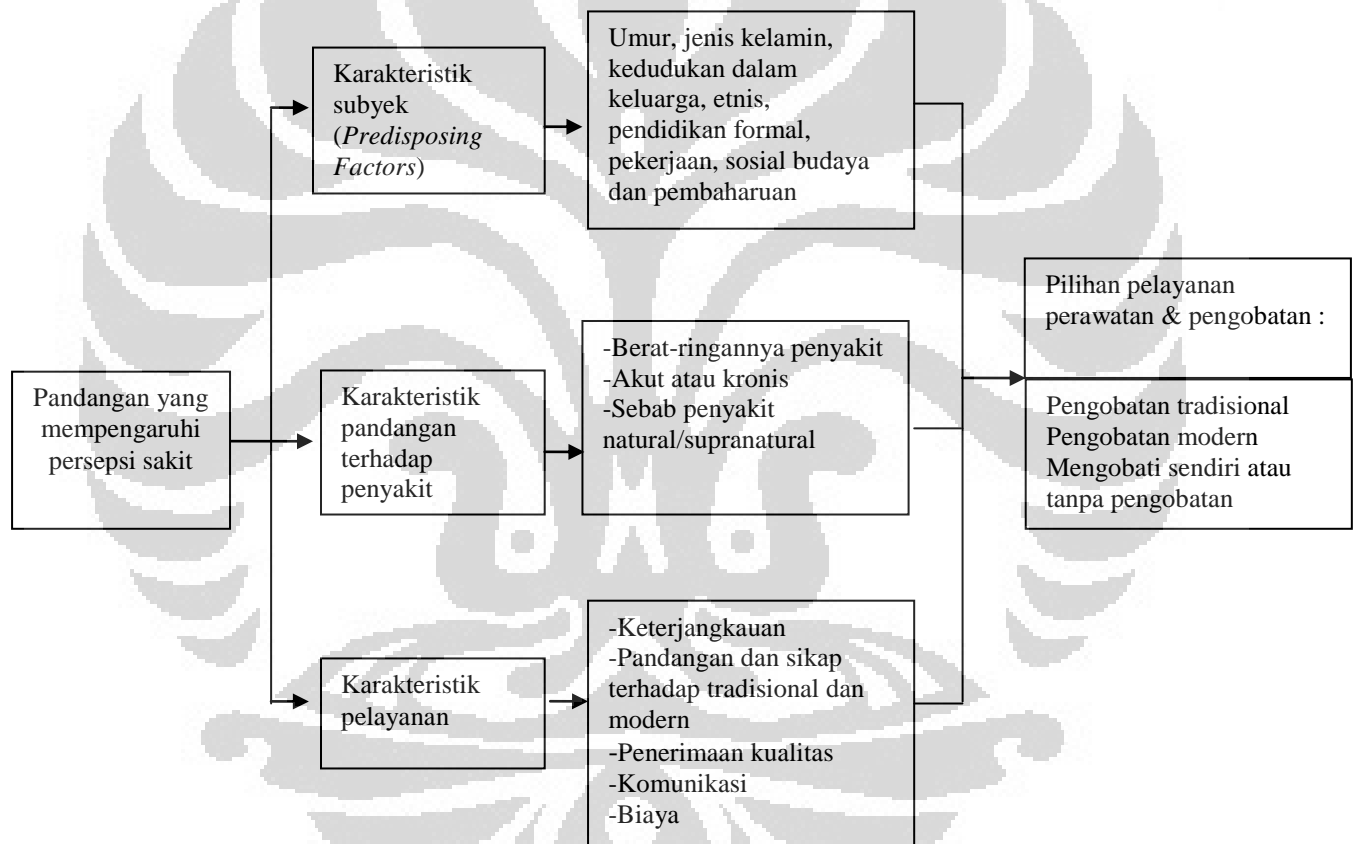 Pandangan yang
mempengaruhi
persepsi sakit
Karakteristik
subyek
(Predisposing
Factors)
Umur, jenis kelamin,
kedudukan dalam
keluarga, etnis,
pendidikan formal,
pekerjaan, sosial budaya
dan pembaharuan
Karakteristik
pandangan
terhadap
penyakit
-Berat-ringannya penyakit
-Akut atau kronis
-Sebab penyakit
natural/supranatural
Karakteristik
pelayanan
-Keterjangkauan
-Pandangan dan sikap
terhadap tradisional dan
modern
-Penerimaan kualitas
-Komunikasi
-Biaya
Pilihan pelayanan
perawatan & pengobatan :
Pengobatan tradisional
Pengobatan modern
Mengobati sendiri atau
tanpa pengobatan